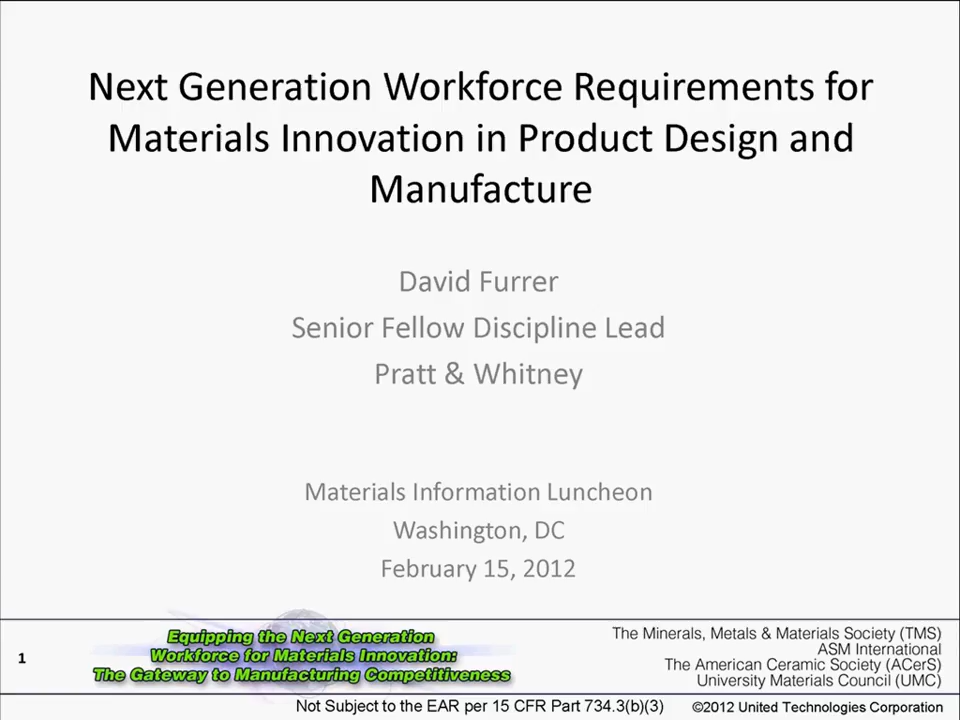 Next Generation Workforce Requirements for
Materials Innovation in Product Design and
Manufacture
David Furrer
Senior Fellow Discipline Lead
Pratt & Whitney
Materials Information Luncheon
Washington, DC
February 15, 2012
1
Equipping the Next Generation
Workforce for Materials Innovation:
The Gateway to Manufacturing Competitiveness
The Minerals, Metals & Materials Society (TMS)
ASM International
The American Ceramic Society (ACerS)
University Materials Council (UMC)
Not Subject to the EAR per 15 CFR Part 734.3(b)(3)
©2012 United Technologies Corporation